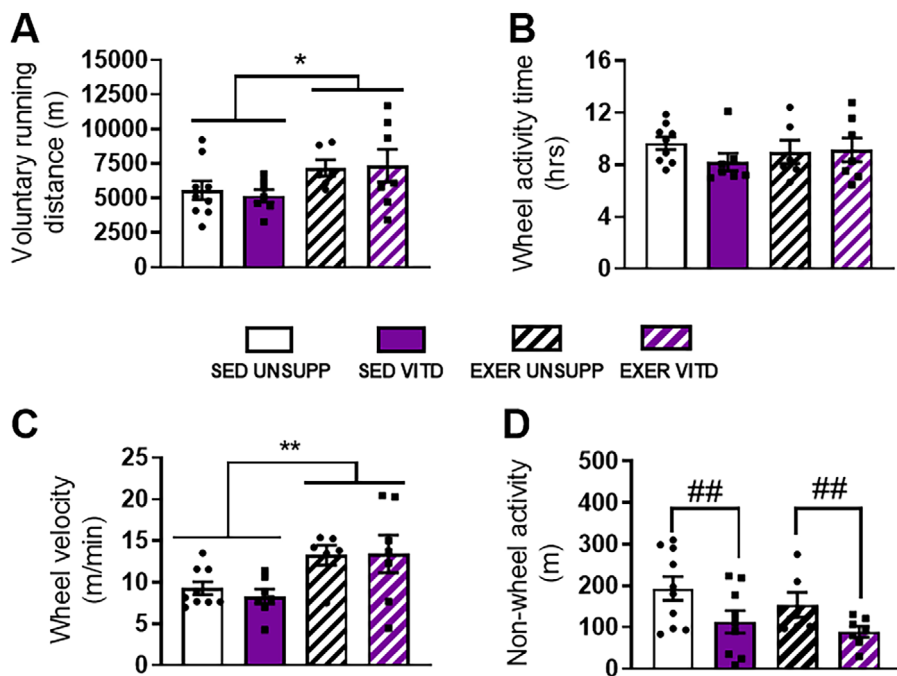 A
Voluntary running
distance (m)
15000
12500
10000
7500
5000
2500
0
*
B
Wheel activity time
(hrs)
16
12
8
4
0
SED UNSUPP
SED VITD
EXER UNSUPP
EXER VITD
C
Wheel velocity
(m/min)
25
20
15
10
5
0
**
D
Non-wheel activity
(m)
500
400
300
200
100
0
##
##